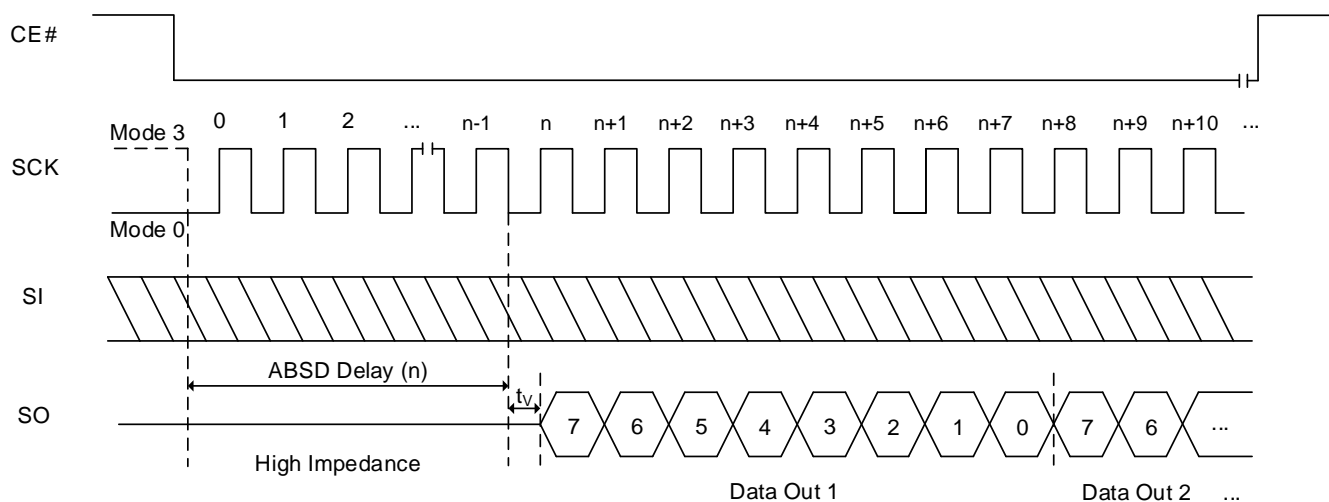 CE#
Mode 3
0 1 2 ... n-1 n n+1 n+2 n+3 n+4 n+5 n+6 n+7 n+8 n+9 n+10 ...
SCK
Mode 0
SI
ABSD Delay (n)
tV
SO
7 6 5 4 3 2 1 0 7 6 ...
High Impedance
Data Out 1 Data Out 2 ...